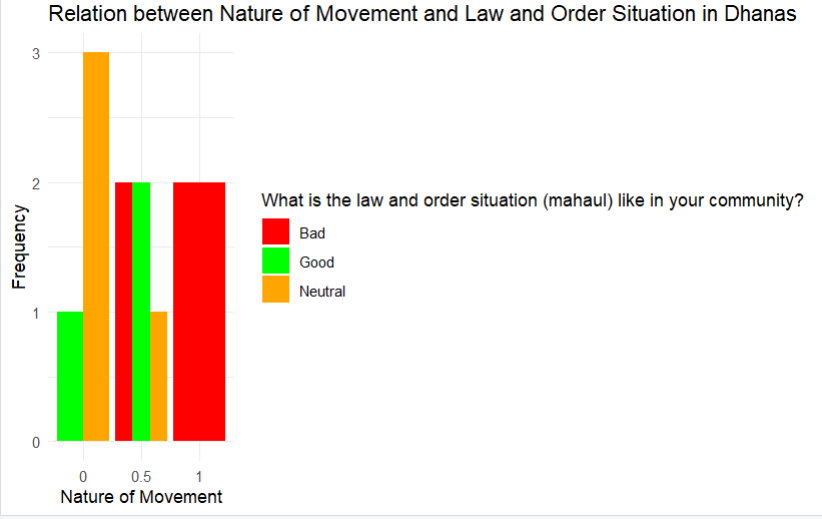 Relation between Nature of Movement and Law and Order Situation in Dhanas
3
2
1
0
Frequency
0 0.5 1
Nature of Movement
What is the law and order situation (mahaul) like in your community?
Bad
Good
Neutral